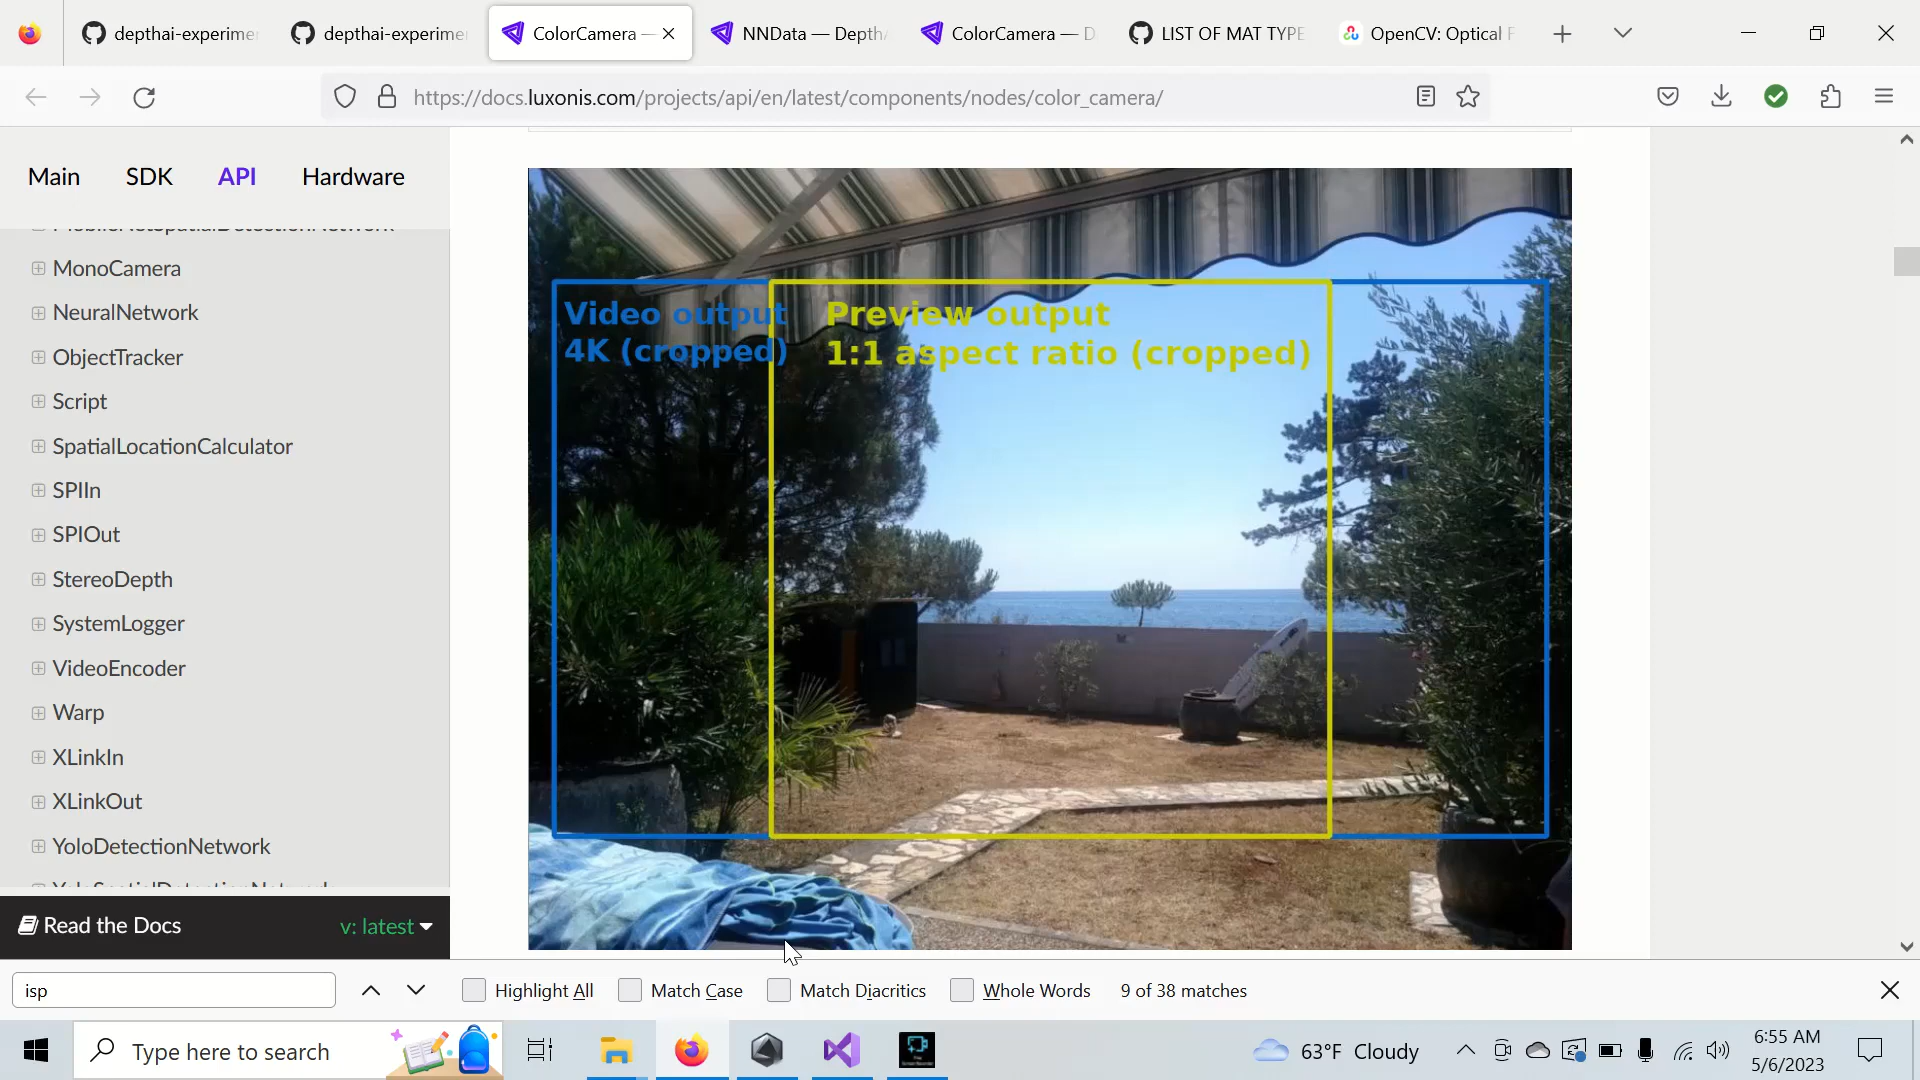 depthai-experime
depthai-experime
ColorCamera —
NNData — Depth
ColorCamera — D
LIST OF MAT TYPE
OpenCV: Optical F
https://docs.luxonis.com/projects/api/en/latest/components/nodes/color_camera/
Main SDK API Hardware
MonoCamera
NeuralNetwork
ObjectTracker
Script
SpatialLocationCalculator
SPIIn
SPIOut
StereoDepth
SystemLogger
VideoEncoder
Warp
XLinkIn
XLinkOut
YoloDetectionNetwork
Read the Docs v: latest
Video output
4K (cropped)
Preview output
1:1 aspect ratio (cropped)
isp
Highlight All Match Case Match Diacritics Whole Words 9 of 38 matches
Type here to search
63°F Cloudy
6:55 AM
5/6/2023